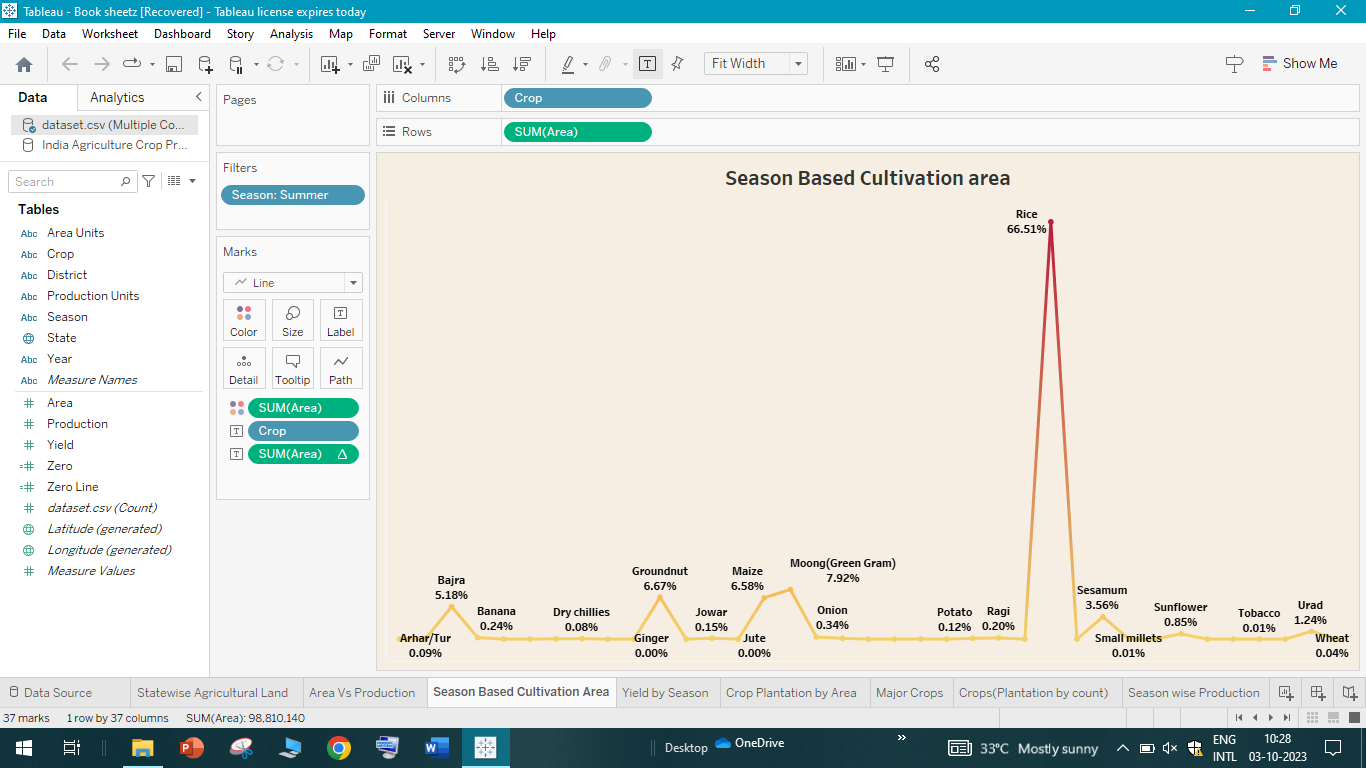 Tableau - Book sheetz [Recovered] - Tableau license expires today
File Data Worksheet Dashboard Story Analysis Map Format Server Window Help
Fit Width
Show Me
Data Analytics
dataset.csv (Multiple Co...
India Agriculture Crop Pr...
Search
Tables
Abc Area Units
Abc Crop
Abc District
Abc Production Units
Abc Season
State
Abc Year
Abc Measure Names
# Area
# Production
# Yield
=# Zero
=# Zero Line
# dataset.csv (Count)
Latitude (generated)
Longitude (generated)
# Measure Values
Pages
Filters
Season: Summer
Marks
Line
Color Size Label
Detail Tooltip Path
SUM(Area)
Crop
SUM(Area) Δ
Columns Crop
Rows SUM(Area)
Season Based Cultivation area
Rice
66.51%
Moong(Green Gram)
7.92%
Groundnut
6.67%
Maize
6.58%
Bajra
5.18%
Sesamum
3.56%
Banana
0.24%
Dry chillies
0.08%
Jowar
0.15%
Onion
0.34%
Potato
0.12%
Ragi
0.20%
Sunflower
0.85%
Tobacco
0.01%
Urad
1.24%
Arhar/Tur
0.09%
Ginger
0.00%
Jute
0.00%
Small millets
0.01%
Wheat
0.04%
Data Source Statewise Agricultural Land Area Vs Production Season Based Cultivation Area Yield by Season Crop Plantation by Area Major Crops Crops(Plantation by count) Season wise Production
37 marks 1 row by 37 columns SUM(Area): 98,810,140
Desktop OneDrive » 33°C Mostly sunny
ENG 10:28
INTL 03-10-2023